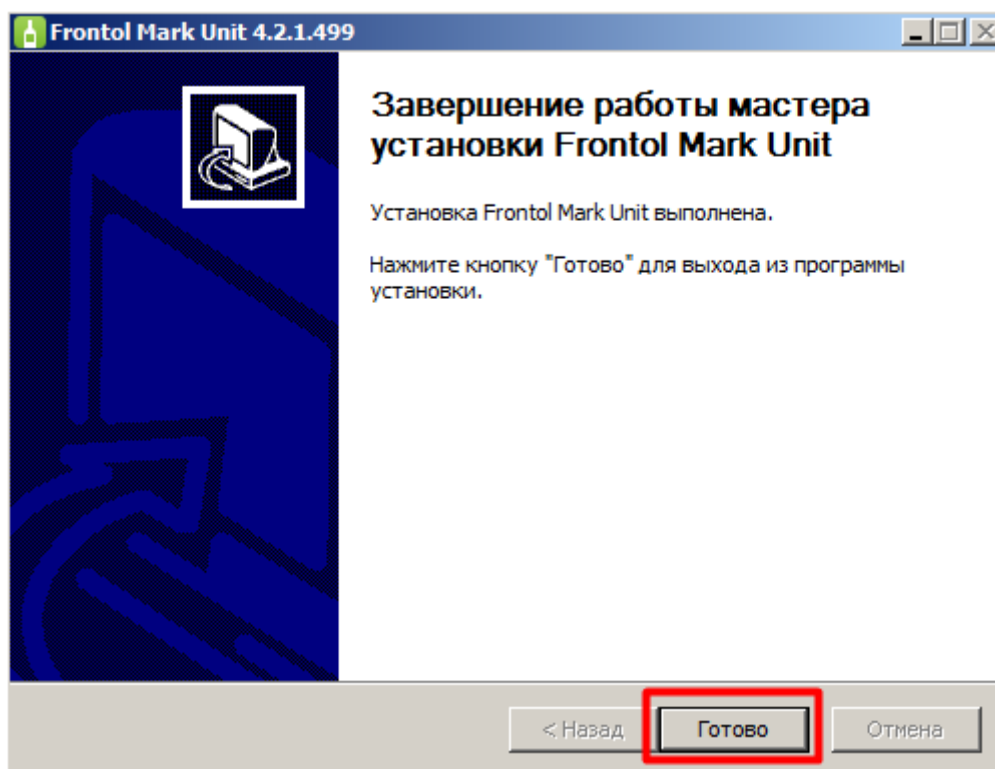 Frontol Mark Unit 4.2.1.499
Завершение работы мастера
установки Frontol Mark Unit
Установка Frontol Mark Unit выполнена.
Нажмите кнопку "Готово" для выхода из программы
установки.
< Назад
Готово
Отмена